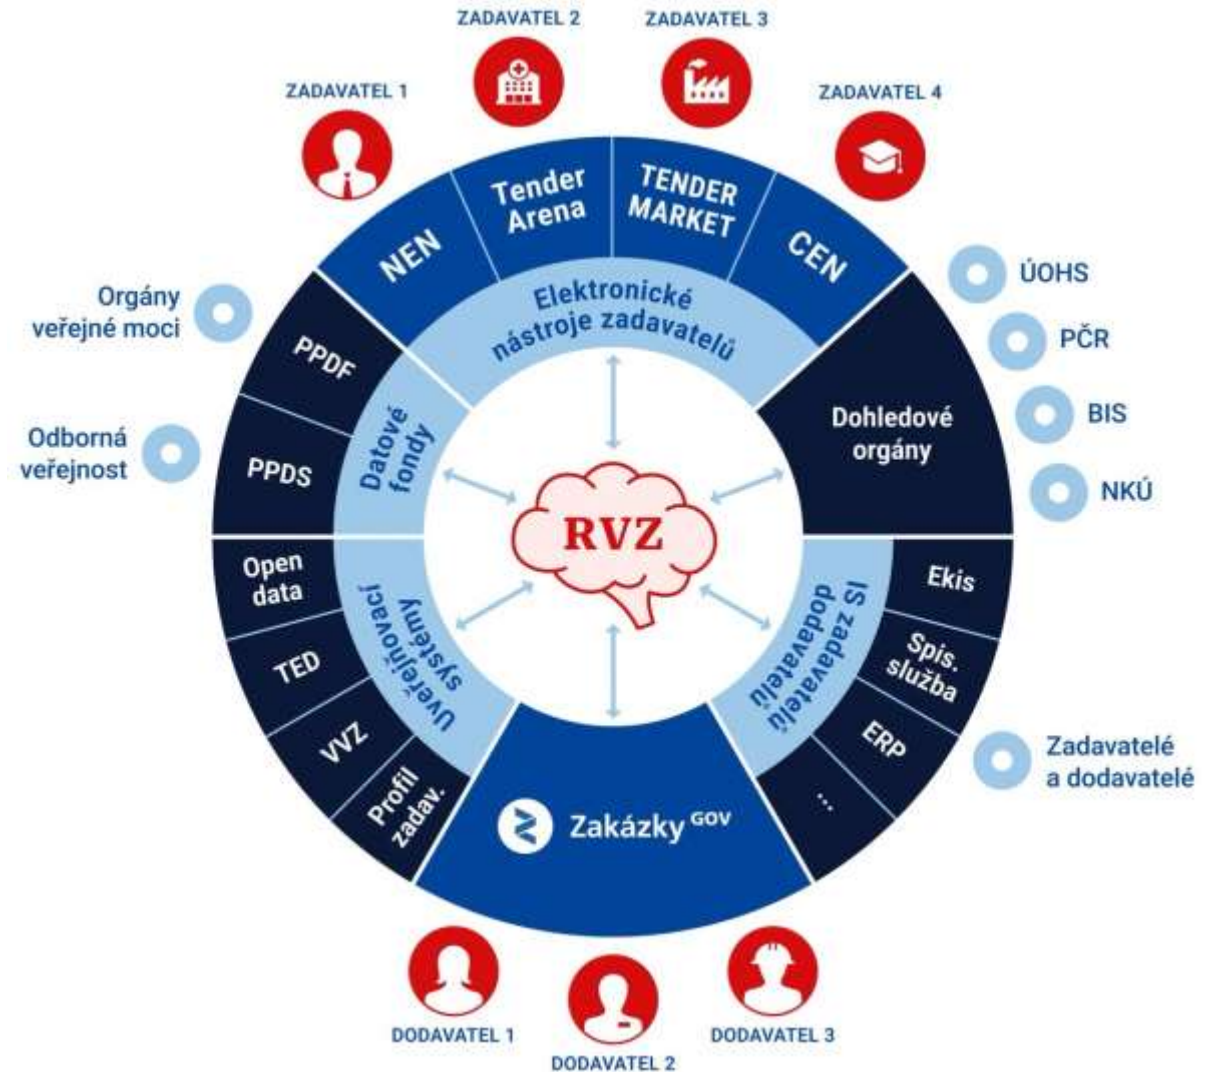 ZADAVATEL 1
ZADAVATEL 2
ZADAVATEL 3
ZADAVATEL 4
NEN
Tender
Arena
TENDER
MARKET
CEN
Elektronické
nástroje zadavatelů
Orgány
veřejné moci
Odborná
veřejnost
PPDF
PPDS
Datové
fondy
Dohledové
orgány
ÚOHS
PČR
BIS
NKÚ
RVZ
Open
data
TED
VVZ
Profil
zadav.
Uveřejňovací
systémy
IS zadavatelů
dodavatelů
Ekis
Spis.
služba
ERP
...
Zadavatelé
a dodavatelé
Zakázky GOV
DODAVATEL 1
DODAVATEL 2
DODAVATEL 3